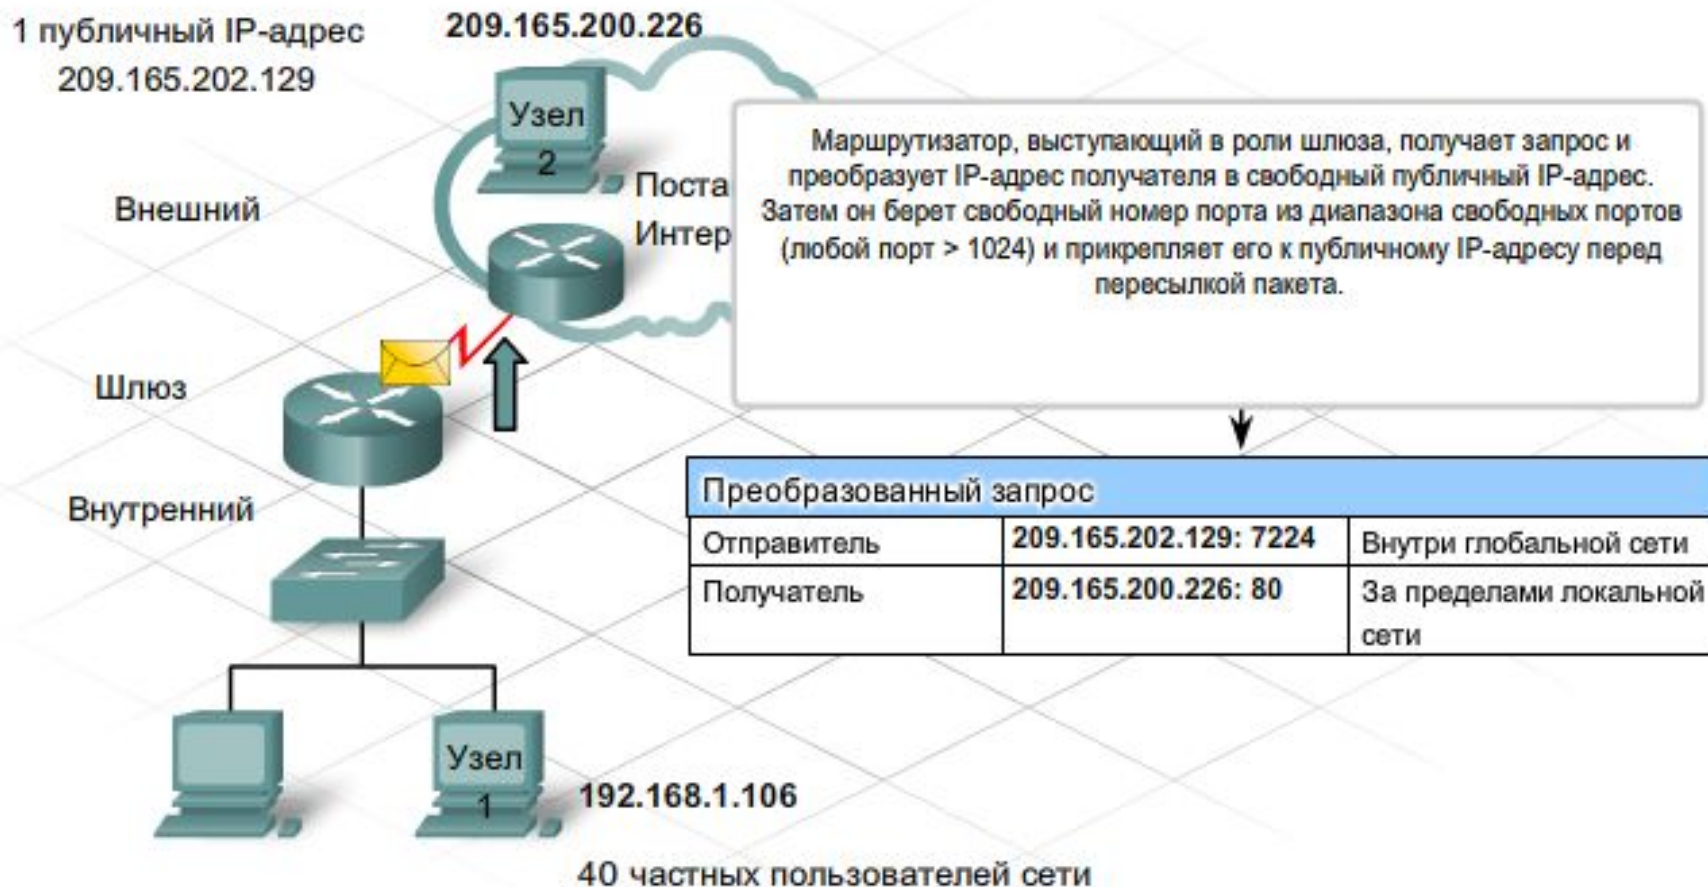 1 публичный IP-адрес
209.165.202.129
209.165.200.226
Узел
2
Внешний
Маршрутизатор, выступающий в роли шлюза, получает запрос и
преобразует IP-адрес получателя в свободный публичный IP-адрес.
Затем он берет свободный номер порта из диапазона свободных портов
(любой порт > 1024) и прикрепляет его к публичному IP-адресу перед
пересылкой пакета.
Поста
Интер
Шлюз
Внутренний
Преобразованный запрос
Отправитель 209.165.202.129: 7224 Внутри глобальной сети
Получатель 209.165.200.226: 80 За пределами локальной
сети
Узел
1
192.168.1.106
40 частных пользователей сети